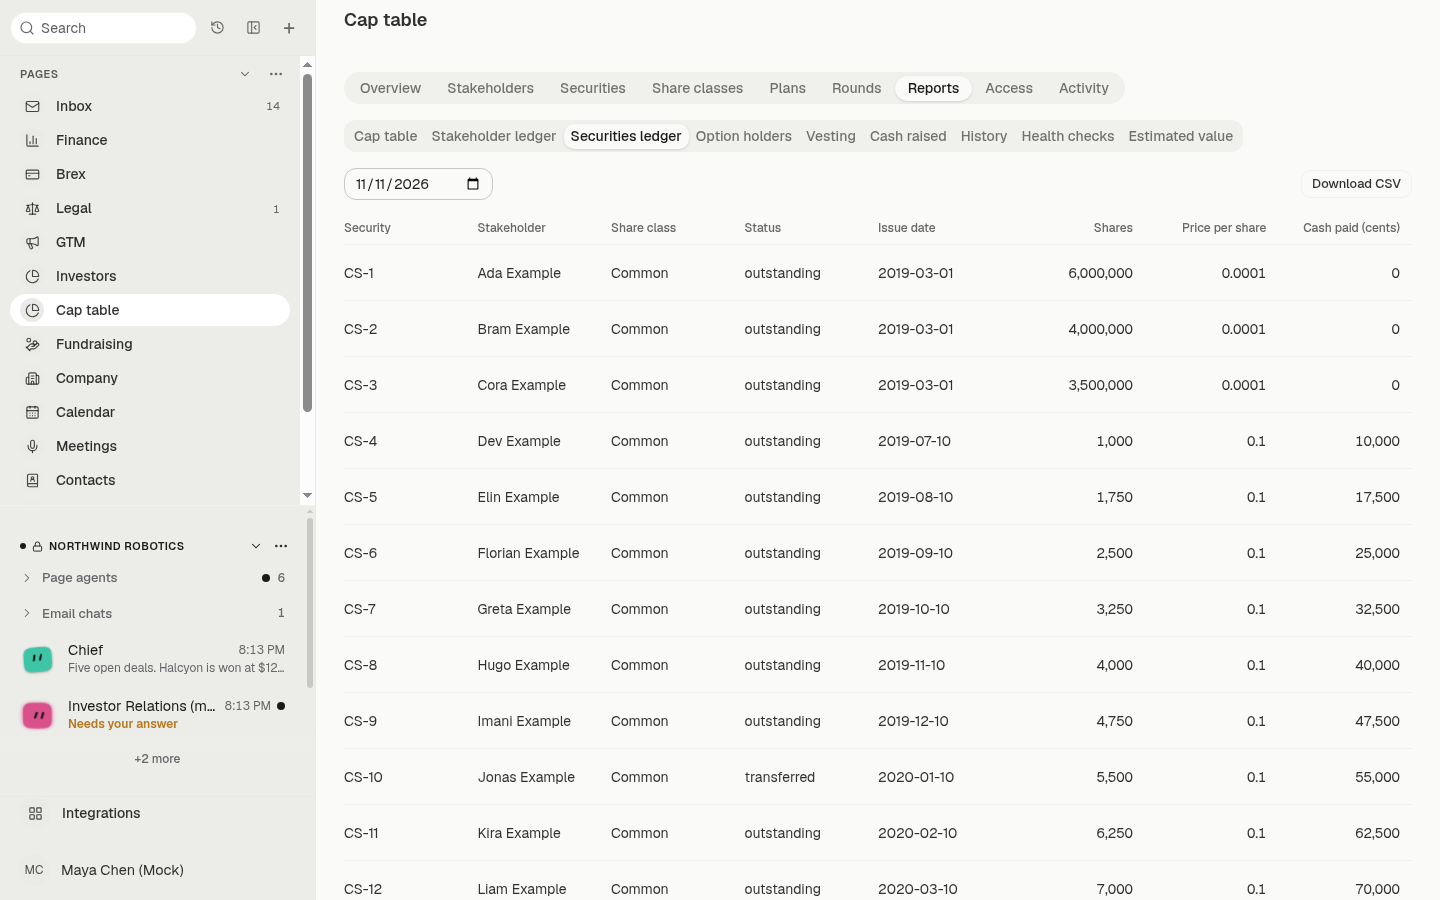 Search
PAGES
Inbox 14
Finance
Brex
Legal 1
GTM
Investors
Cap table
Fundraising
Company
Calendar
Meetings
Contacts
NORTHWIND ROBOTICS
Page agents 6
Email chats 1
Chief 8:13 PM
Five open deals. Halcyon is won at $12...
Investor Relations (m... 8:13 PM
Needs your answer
+2 more
Integrations
MC Maya Chen (Mock)
Cap table
Overview Stakeholders Securities Share classes Plans Rounds Reports Access Activity
Cap table Stakeholder ledger Securities ledger Option holders Vesting Cash raised History Health checks Estimated value
11/11/2026 Download CSV
Security Stakeholder Share class Status Issue date Shares Price per share Cash paid (cents)
CS-1 Ada Example Common outstanding 2019-03-01 6,000,000 0.0001 0
CS-2 Bram Example Common outstanding 2019-03-01 4,000,000 0.0001 0
CS-3 Cora Example Common outstanding 2019-03-01 3,500,000 0.0001 0
CS-4 Dev Example Common outstanding 2019-07-10 1,000 0.1 10,000
CS-5 Elin Example Common outstanding 2019-08-10 1,750 0.1 17,500
CS-6 Florian Example Common outstanding 2019-09-10 2,500 0.1 25,000
CS-7 Greta Example Common outstanding 2019-10-10 3,250 0.1 32,500
CS-8 Hugo Example Common outstanding 2019-11-10 4,000 0.1 40,000
CS-9 Imani Example Common outstanding 2019-12-10 4,750 0.1 47,500
CS-10 Jonas Example Common transferred 2020-01-10 5,500 0.1 55,000
CS-11 Kira Example Common outstanding 2020-02-10 6,250 0.1 62,500
CS-12 Liam Example Common outstanding 2020-03-10 7,000 0.1 70,000